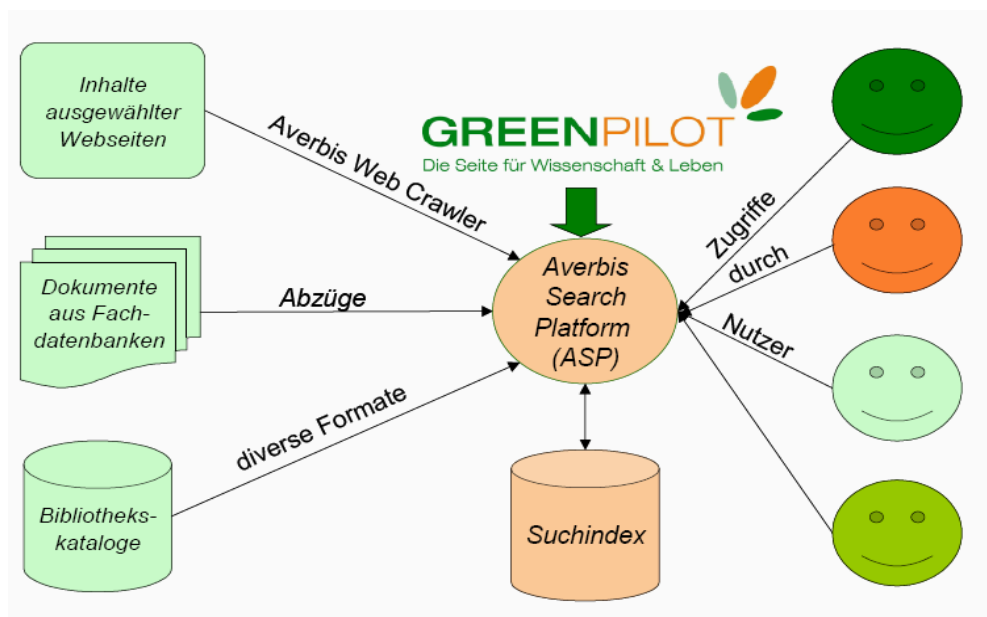 Inhalte
ausgewählter
Webseiten
Averbis Web Crawler
GREENPILOT
Die Seite für Wissenschaft & Leben
Dokumente
aus Fach-
datenbanken
Abzüge
Averbis
Search
Platform
(ASP)
Zugriffe
durch
Nutzer
Bibliotheks-
kataloge
diverse Formate
Suchindex